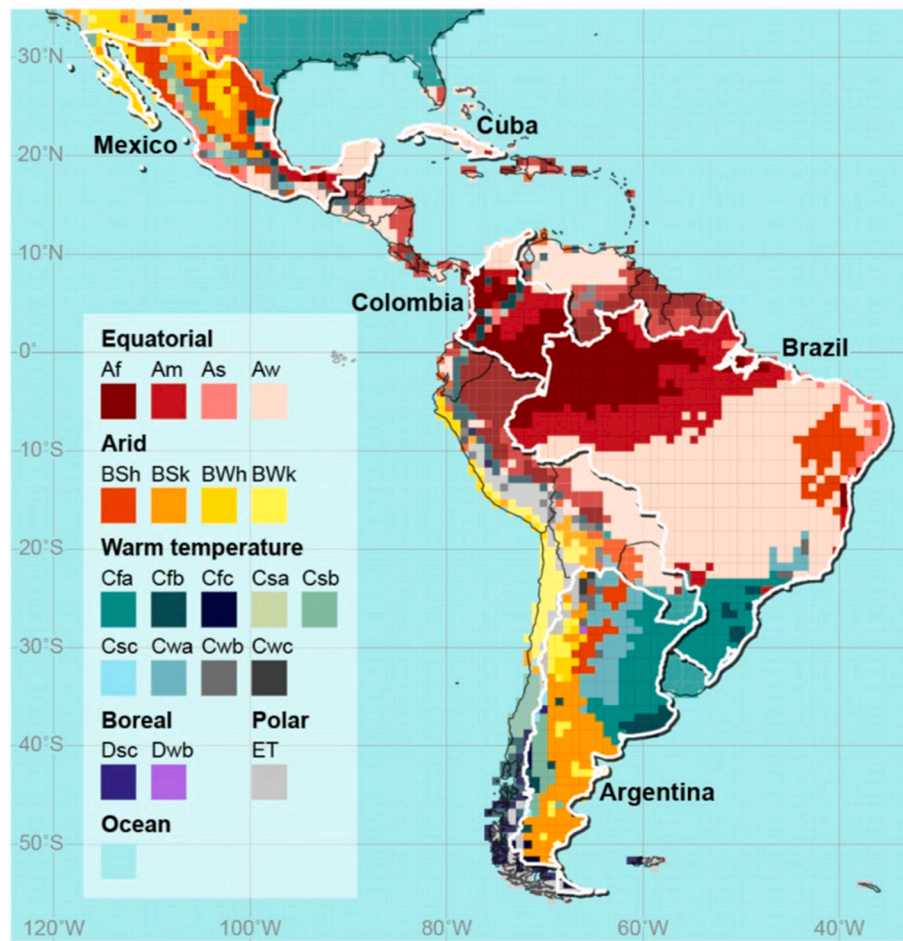 30°N
Cuba
Mexico
20°N
10°N
Colombia
Equatorial
0°
Brazil
Af Am As Aw
Arid
10°S
BSh BSk BWh BWk
Warm temperature
20°S
Cfa Cfb Cfc Csa Csb
30°S
Csc Cwa Cwb Cwc
Boreal Polar
40°S
Dsc Dwb ET
Argentina
Ocean
50°S
120°W 100°W 80°W 60°W 40°W